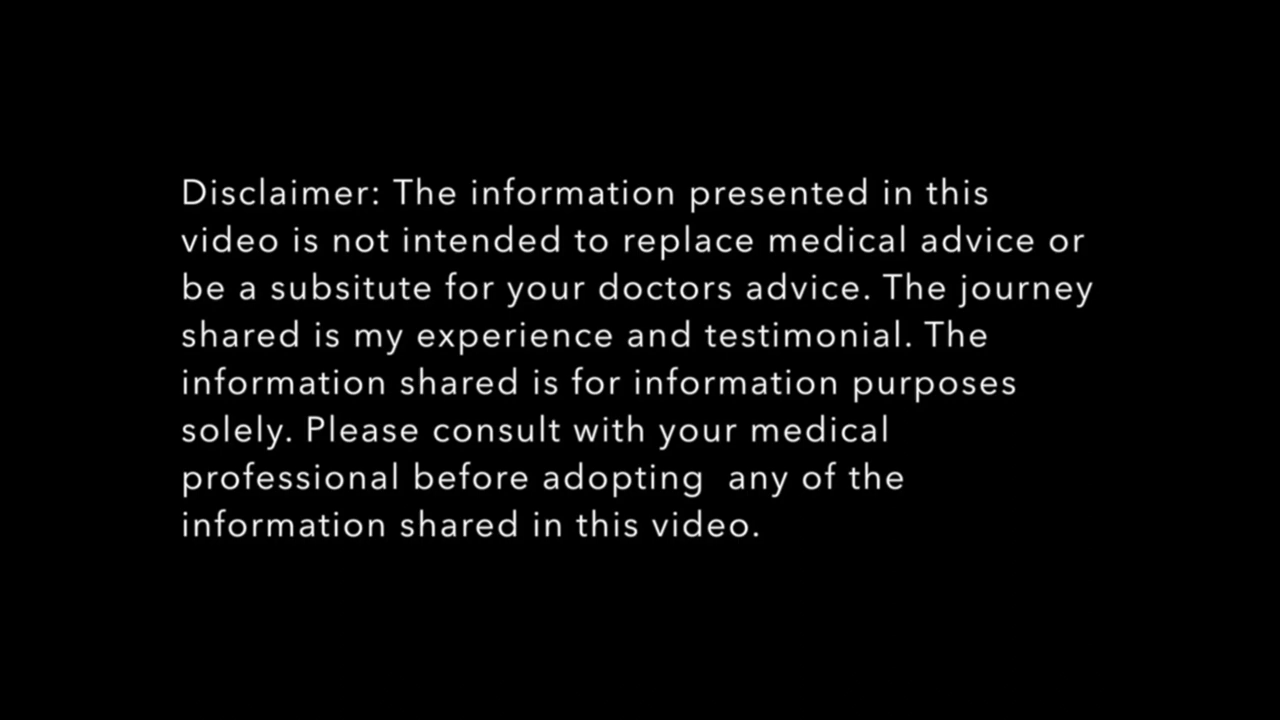 Disclaimer: The information presented in this
video is not intended to replace medical advice or
be a subsitute for your doctors advice. The journey
shared is my experience and testimonial. The
information shared is for information purposes
solely. Please consult with your medical
professional before adopting  any of the
information shared in this video.